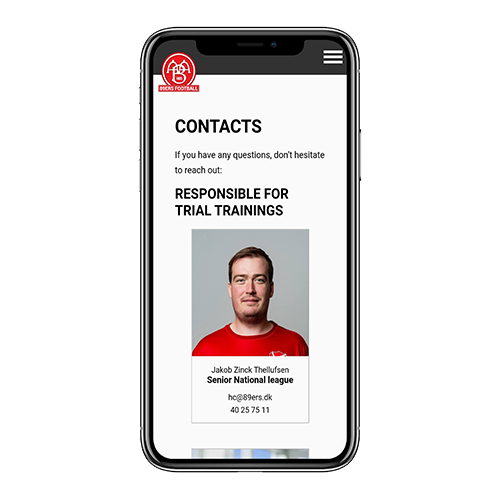 89ERS FOOTBALL
CONTACTS
If you have any questions, don't hesitate
to reach out:
RESPONSIBLE FOR
TRIAL TRAININGS
Jakob Zinck Thellufsen
Senior National league
hc@89ers.dk
40 25 75 11